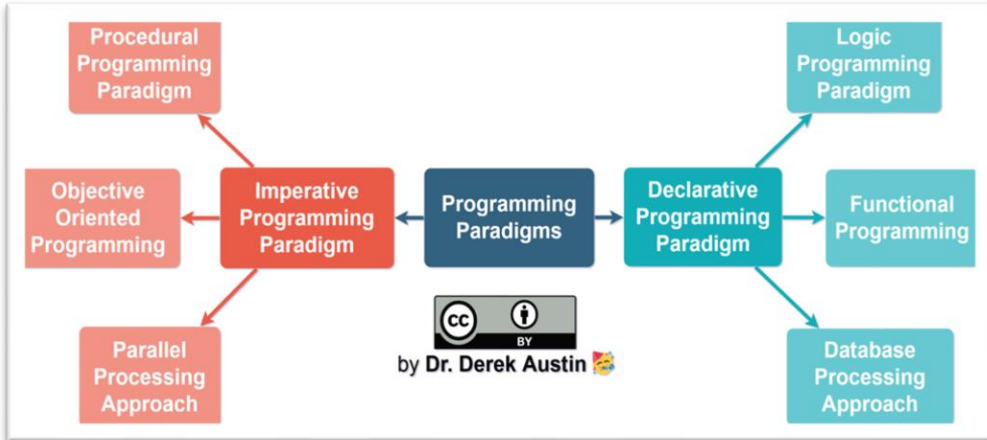 Procedural
Programming
Paradigm
Logic
Programming
Paradigm
Objective
Oriented
Programming
Imperative
Programming
Paradigm
Programming
Paradigms
Declarative
Programming
Paradigm
Functional
Programming
Parallel
Processing
Approach
cc
BY
by Dr. Derek Austin
Database
Processing
Approach